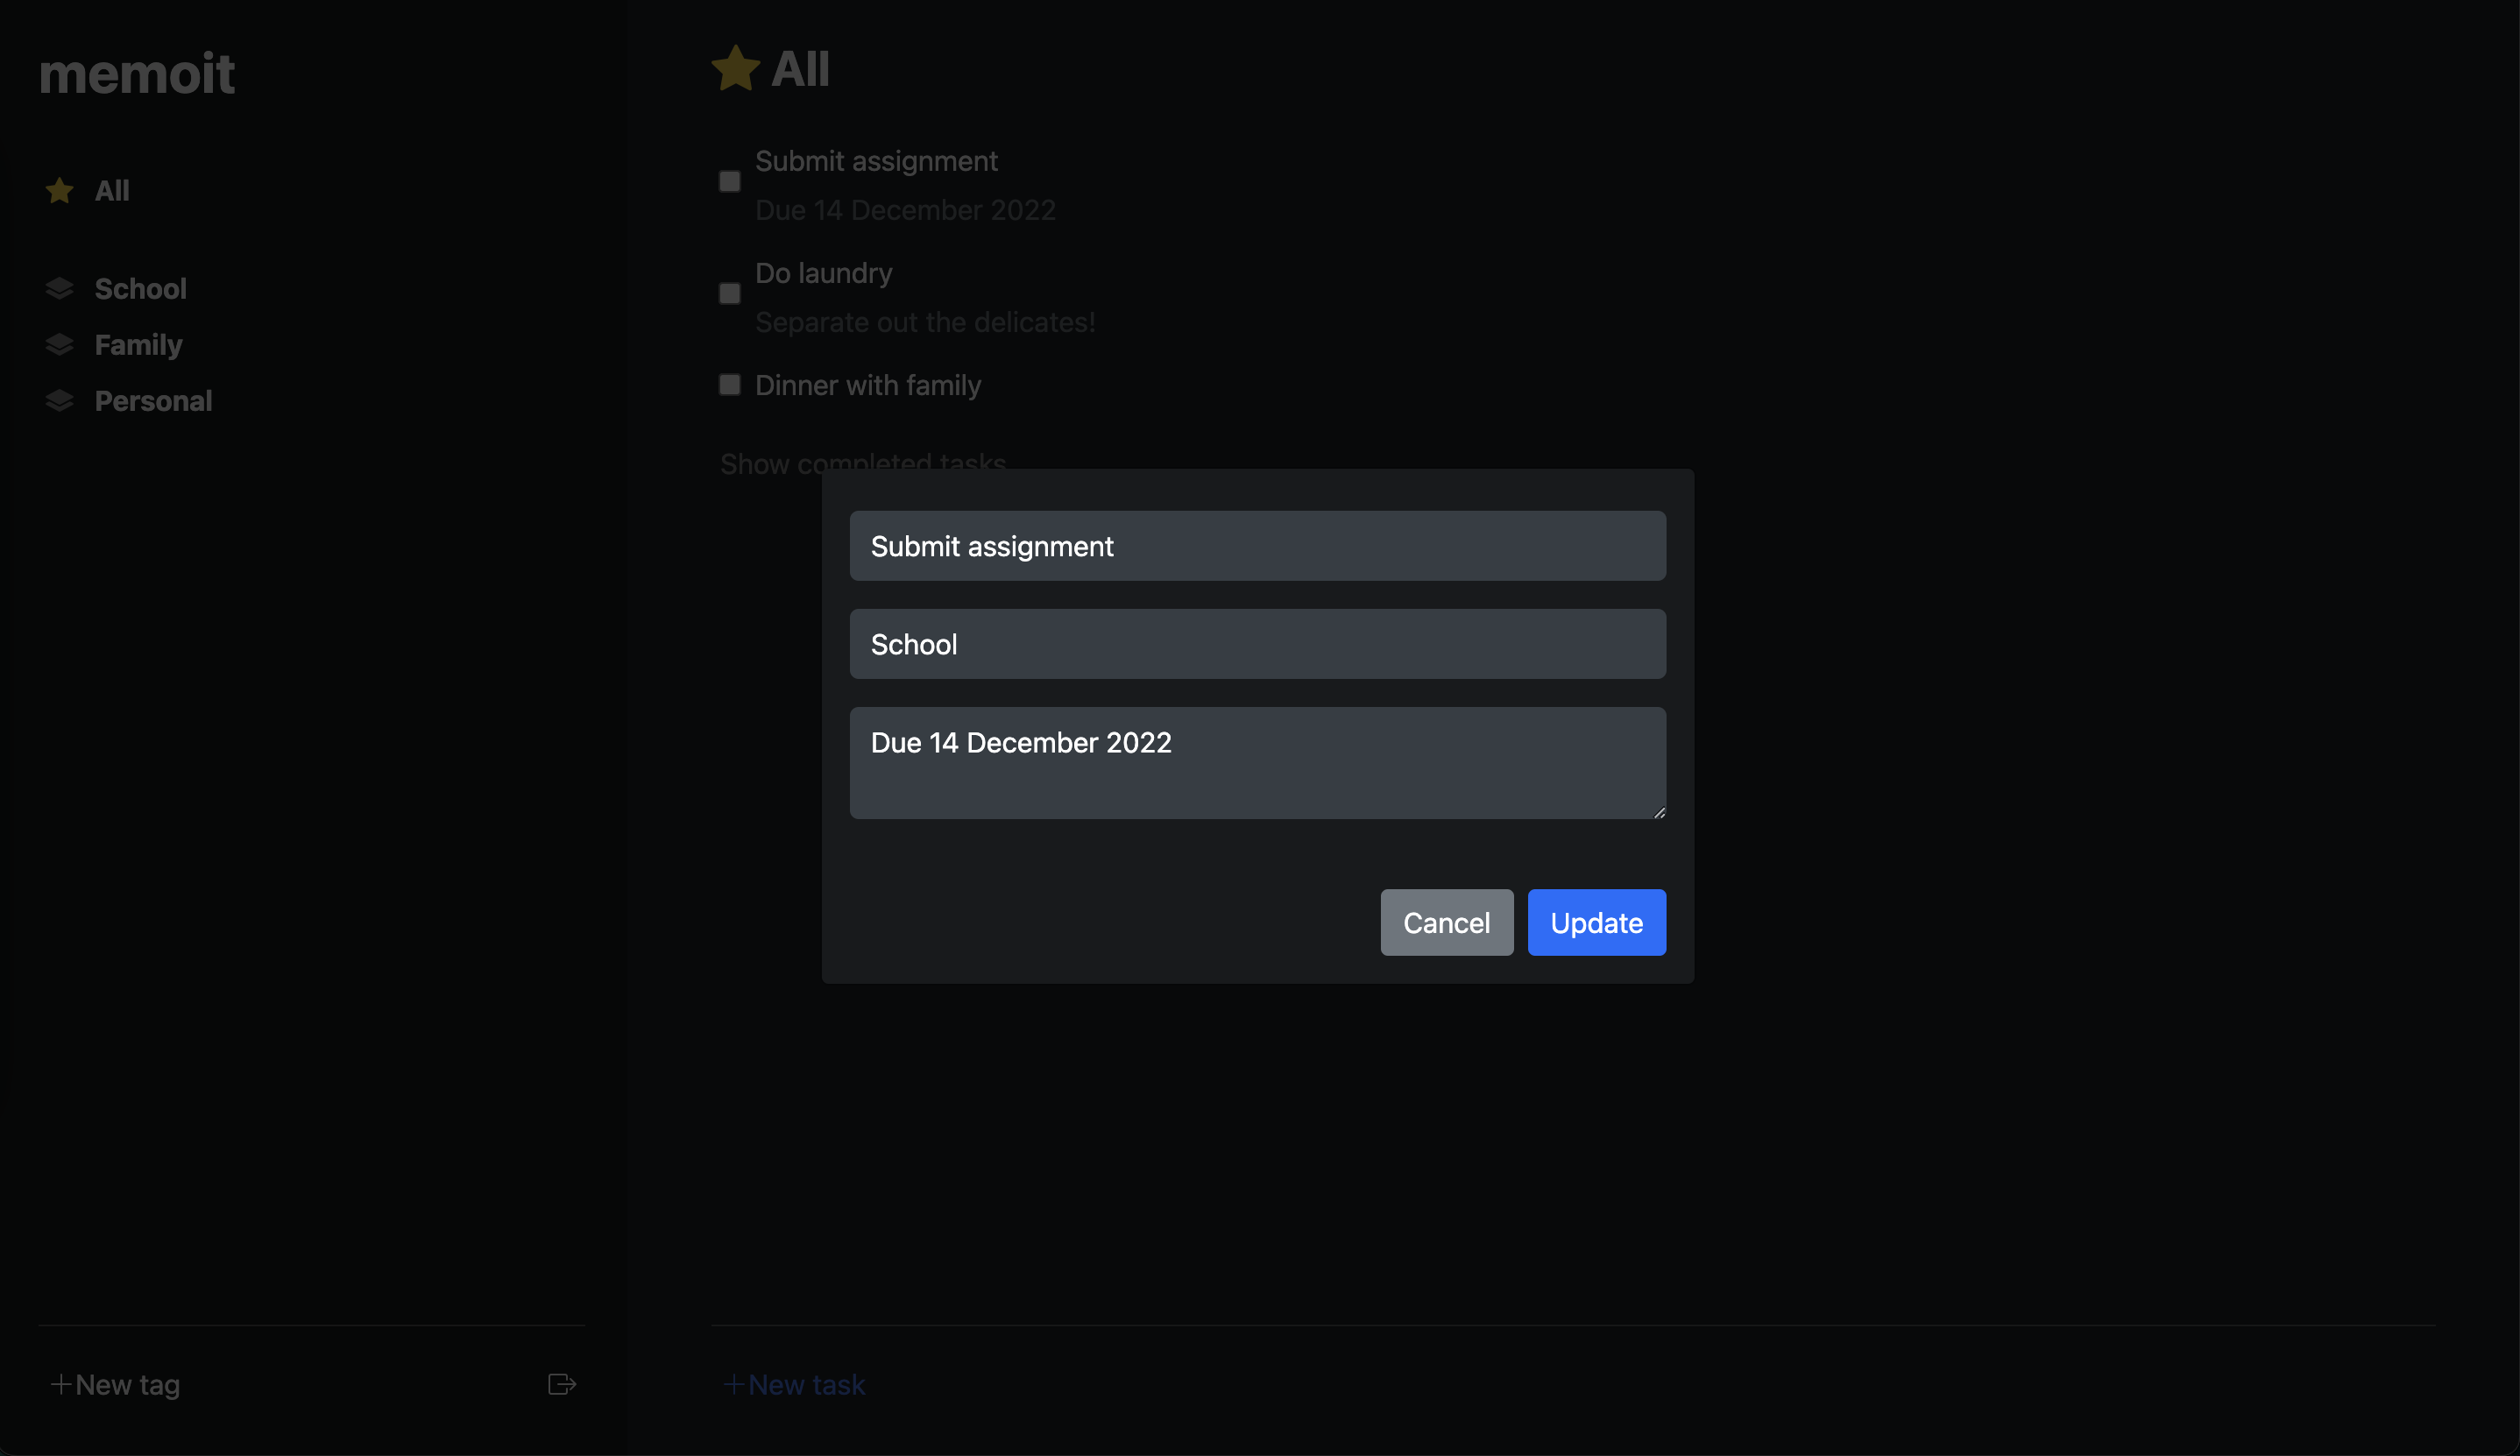 memoit
All
School
Family
Personal
New tag
All
Submit assignment
Due 14 December 2022
Do laundry
Separate out the delicates!
Dinner with family
Show completed tasks
Submit assignment
School
Due 14 December 2022
Cancel
Update
New task